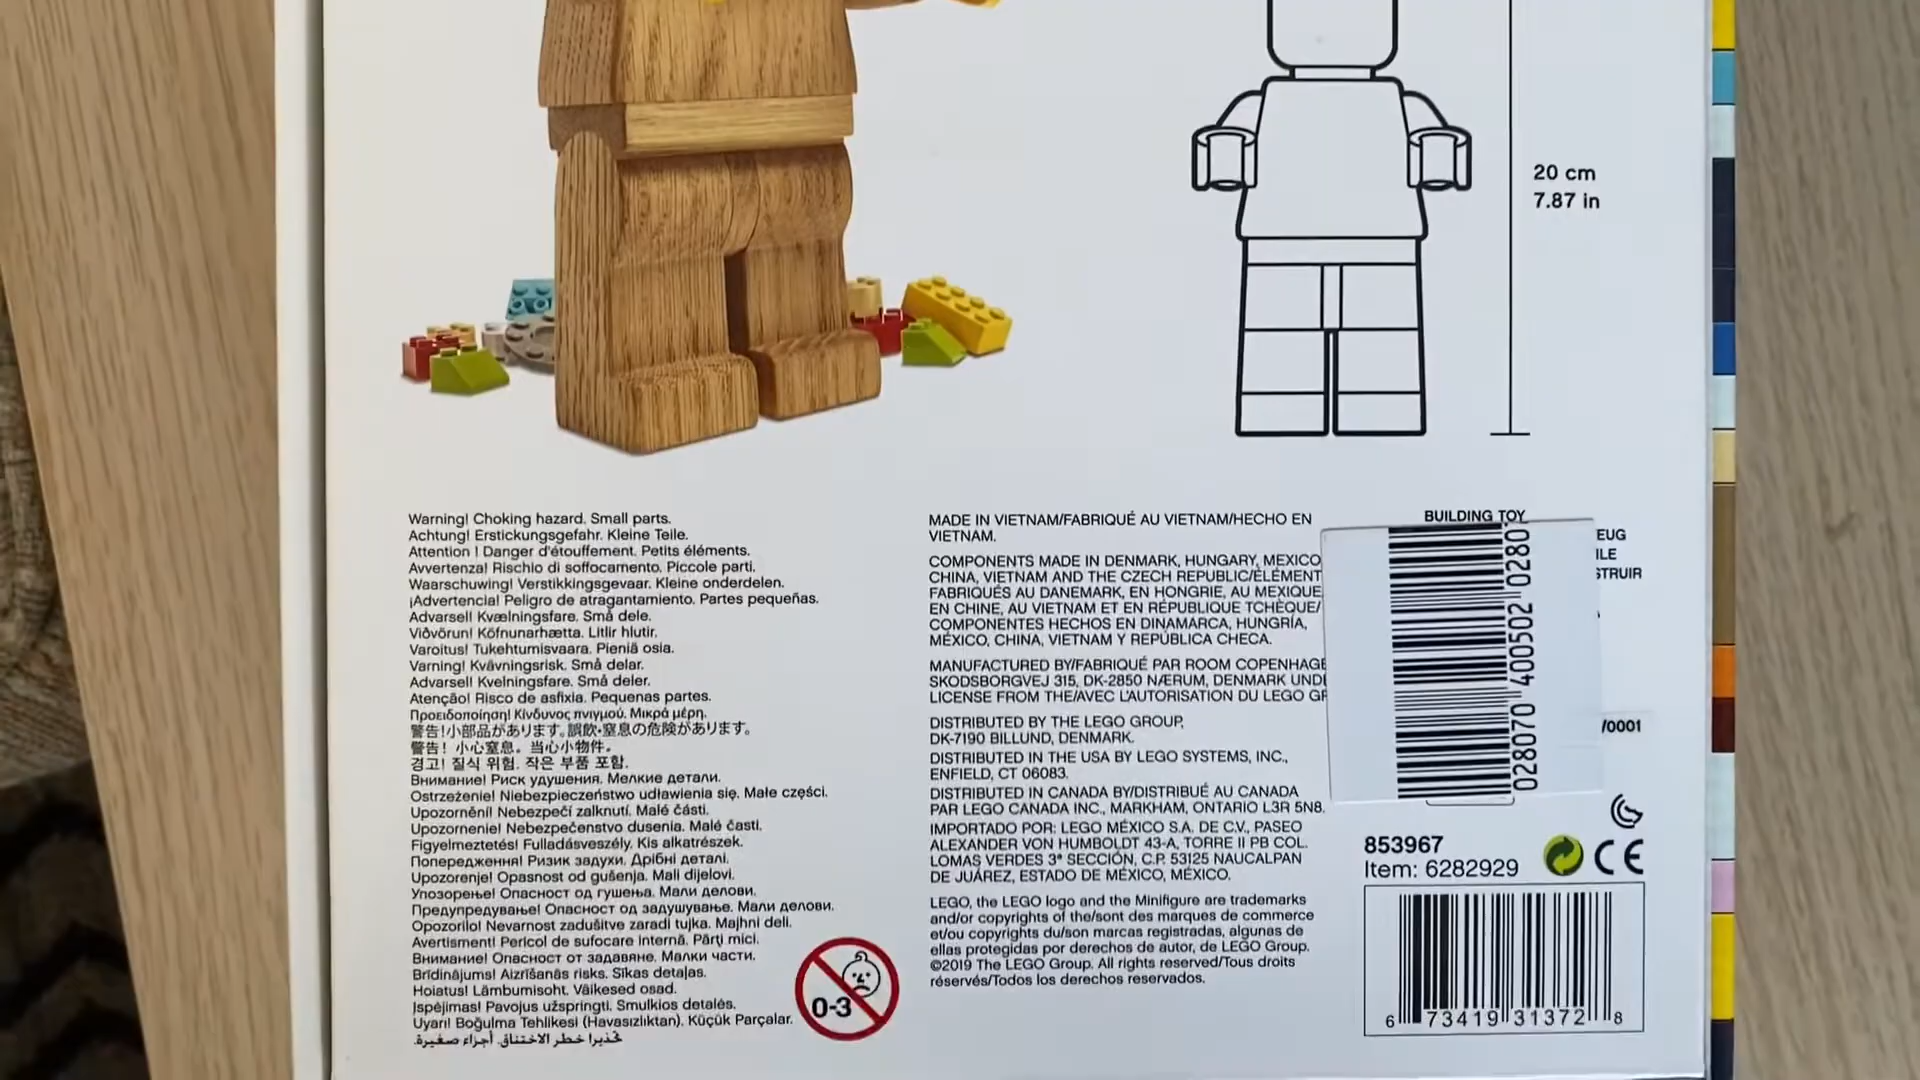 20 cm
7.87 in
Warning! Choking hazard. Small parts.
Achtung! Erstickungsgefahr. Kleine Teile.
Attention ! Danger d'étouffement. Petits éléments.
Avvertenza! Rischio di soffocamento. Piccole parti.
Waarschuwing! Verstikkingsgevaar. Kleine onderdelen.
¡Advertencia! Peligro de atragantamiento. Partes pequeñas.
Advarsel! Kvælningsfare. Små dele.
Viðvörun! Köfnunarhætta. Litlir hlutir.
Varoitus! Tukehtumisvaara. Pieniä osia.
Varning! Kvävningsrisk. Små delar.
Advarsel! Kvelningsfare. Små deler.
Atenção! Risco de asfixia. Pequenas partes.
Προειδοποίηση! Κίνδυνος πνιγμού. Μικρά μέρη.
警告!小部品があります。誤飲・窒息の危険があります。
警告！小心窒息。当心小物件。
경고! 질식 위험. 작은 부품 포함.
Внимание! Риск удушения. Мелкие детали.
Ostrzeżenie! Niebezpieczeństwo udławienia się. Małe części.
Upozornění! Nebezpečí zalknutí. Malé části.
Upozornenie! Nebezpečenstvo dusenia. Malé časti.
Figyelmeztetés! Fulladásveszély. Kis alkatrészek.
Попередження! Ризик задухи. Дрібні деталі.
Upozorenje! Opasnost od gušenja. Mali dijelovi.
Упозорење! Опасност од гушења. Мали делови.
Предупредување! Опасност од задушување. Мали делови.
Opozorilo! Nevarnost zadušitve zaradi tujka. Majhni deli.
Avertisment! Pericol de sufocare internă. Părţi mici.
Внимание! Опасност от задавяне. Малки части.
Brīdinājums! Aizrīšanās risks. Sīkas detaļas.
Hoiatus! Lämbumisoht. Väikesed osad.
Įspėjimas! Pavojus užspringti. Smulkios detalės.
Uyarı! Boğulma Tehlikesi (Havasızlıktan). Küçük Parçalar.
تحذير! خطر الاختناق. أجزاء صغيرة.
0-3
MADE IN VIETNAM/FABRIQUÉ AU VIETNAM/HECHO EN
VIETNAM.
COMPONENTS MADE IN DENMARK, HUNGARY, MEXICO
CHINA, VIETNAM AND THE CZECH REPUBLIC/ÉLÉMENT
FABRIQUÉS AU DANEMARK, EN HONGRIE, AU MEXIQUE
EN CHINE, AU VIETNAM ET EN RÉPUBLIQUE TCHÈQUE/
COMPONENTES HECHOS EN DINAMARCA, HUNGRÍA,
MÉXICO, CHINA, VIETNAM Y REPÚBLICA CHECA.
MANUFACTURED BY/FABRIQUÉ PAR ROOM COPENHAGE
SKODSBORGVEJ 315, DK-2850 NÆRUM, DENMARK UND
LICENSE FROM THE/AVEC L'AUTORISATION DU LEGO GR
DISTRIBUTED BY THE LEGO GROUP,
DK-7190 BILLUND, DENMARK.
DISTRIBUTED IN THE USA BY LEGO SYSTEMS, INC.,
ENFIELD, CT 06083.
DISTRIBUTED IN CANADA BY/DISTRIBUÉ AU CANADA
PAR LEGO CANADA INC., MARKHAM, ONTARIO L3R 5N8.
IMPORTADO POR: LEGO MÉXICO S.A. DE C.V., PASEO
ALEXANDER VON HUMBOLDT 43-A, TORRE II PB COL.
LOMAS VERDES 3ª SECCIÓN, C.P. 53125 NAUCALPAN
DE JUÁREZ, ESTADO DE MÉXICO, MÉXICO.
LEGO, the LEGO logo and the Minifigure are trademarks
and/or copyrights of the/sont des marques de commerce
et/ou copyrights du/son marcas registradas, algunas de
ellas protegidas por derechos de autor, de LEGO Group.
©2019 The LEGO Group. All rights reserved/Tous droits
réservés/Todos los derechos reservados.
BUILDING TOY
EUG
ILE
STRUIR
0280070 400502 0280
/0001
853967
Item: 6282929
CE
6 73419 31372 8